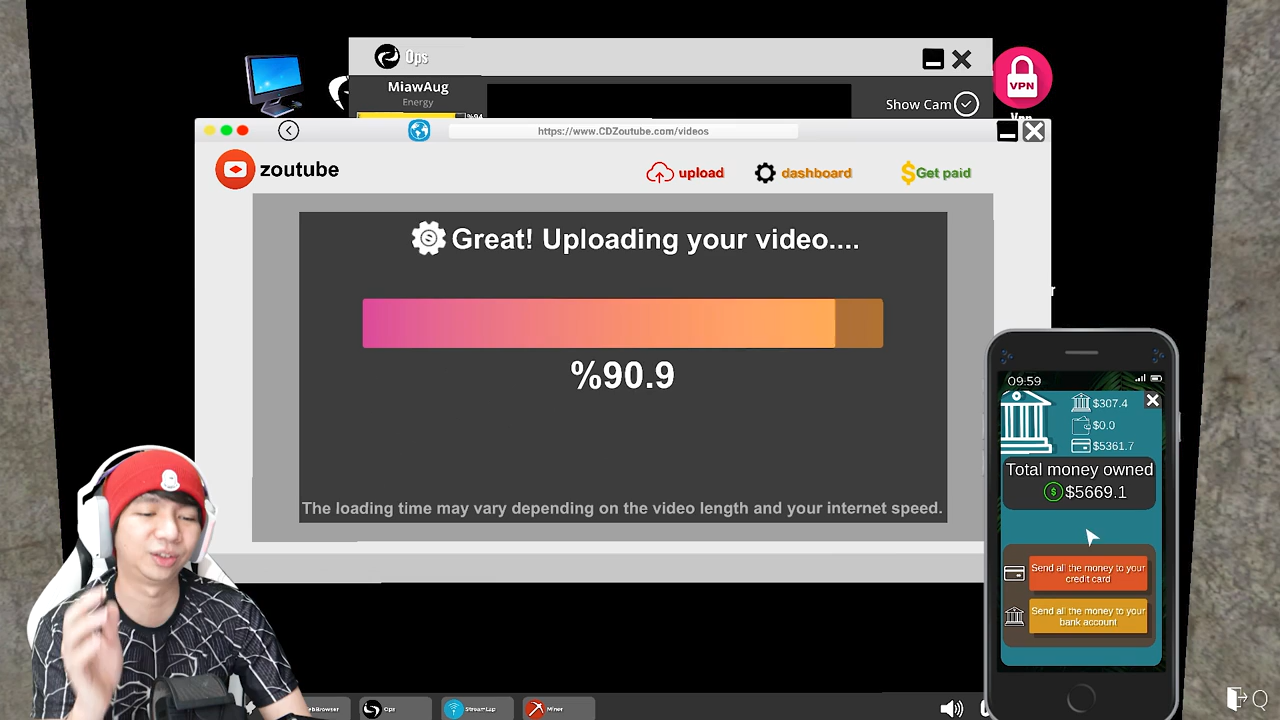 Ops
MiawAug
Energy
%94
Show Cam
VPN
https://www.CDZoutube.com/videos
zoutube
upload
dashboard
$Get paid
Great! Uploading your video....
%90.9
The loading time may vary depending on the video length and your internet speed.
09:59
$307.4
$0.0
$5361.7
Total money owned
$5669.1
Send all the money to your
credit card
Send all the money to your
bank account
Ops
StreamLap
Miner
Q